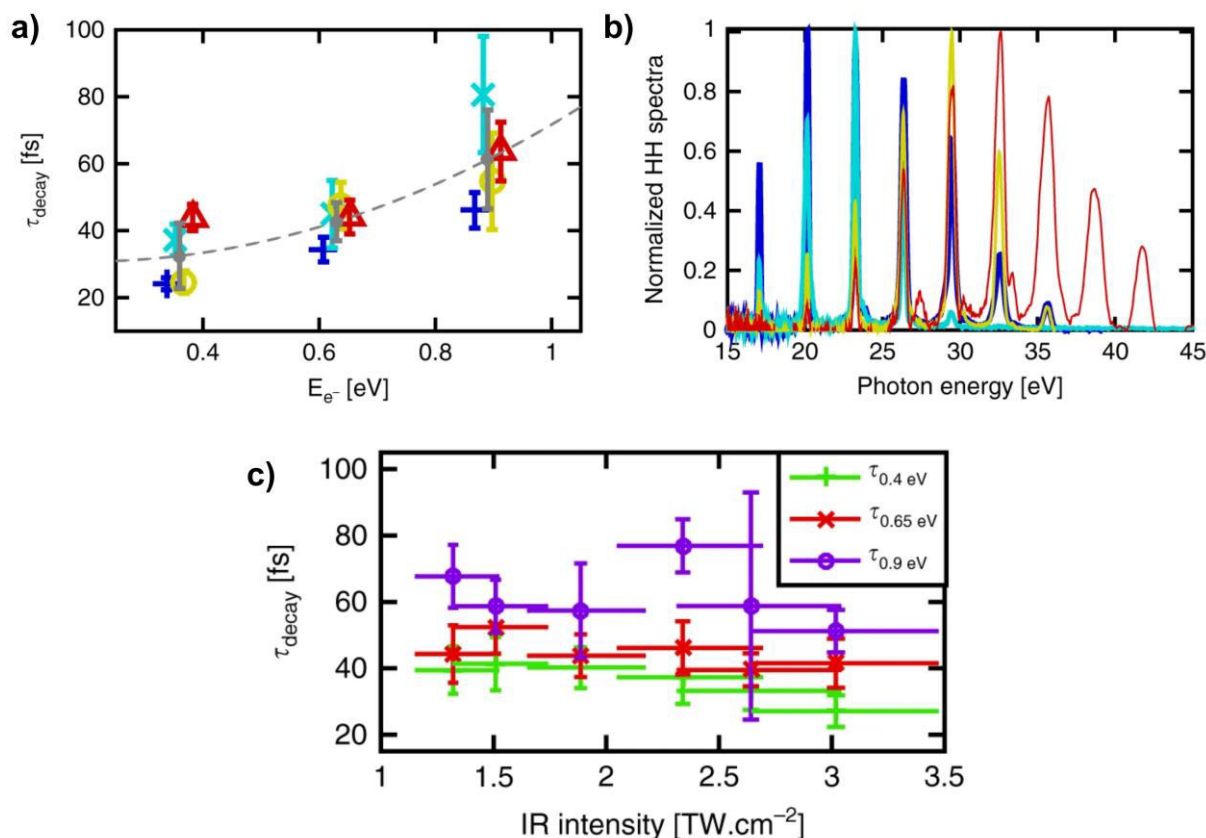 a)
100
80
60
40
20
τdecay [fs]
0.4 0.6 0.8 1
Ee- [eV]
b)
1
0.8
0.6
0.4
0.2
0
Normalized HH spectra
15 20 25 30 35 40 45
Photon energy [eV]
c)
100
80
60
40
20
τdecay [fs]
τ0.4 eV
τ0.65 eV
τ0.9 eV
1 1.5 2 2.5 3 3.5
IR intensity [TW.cm−2]